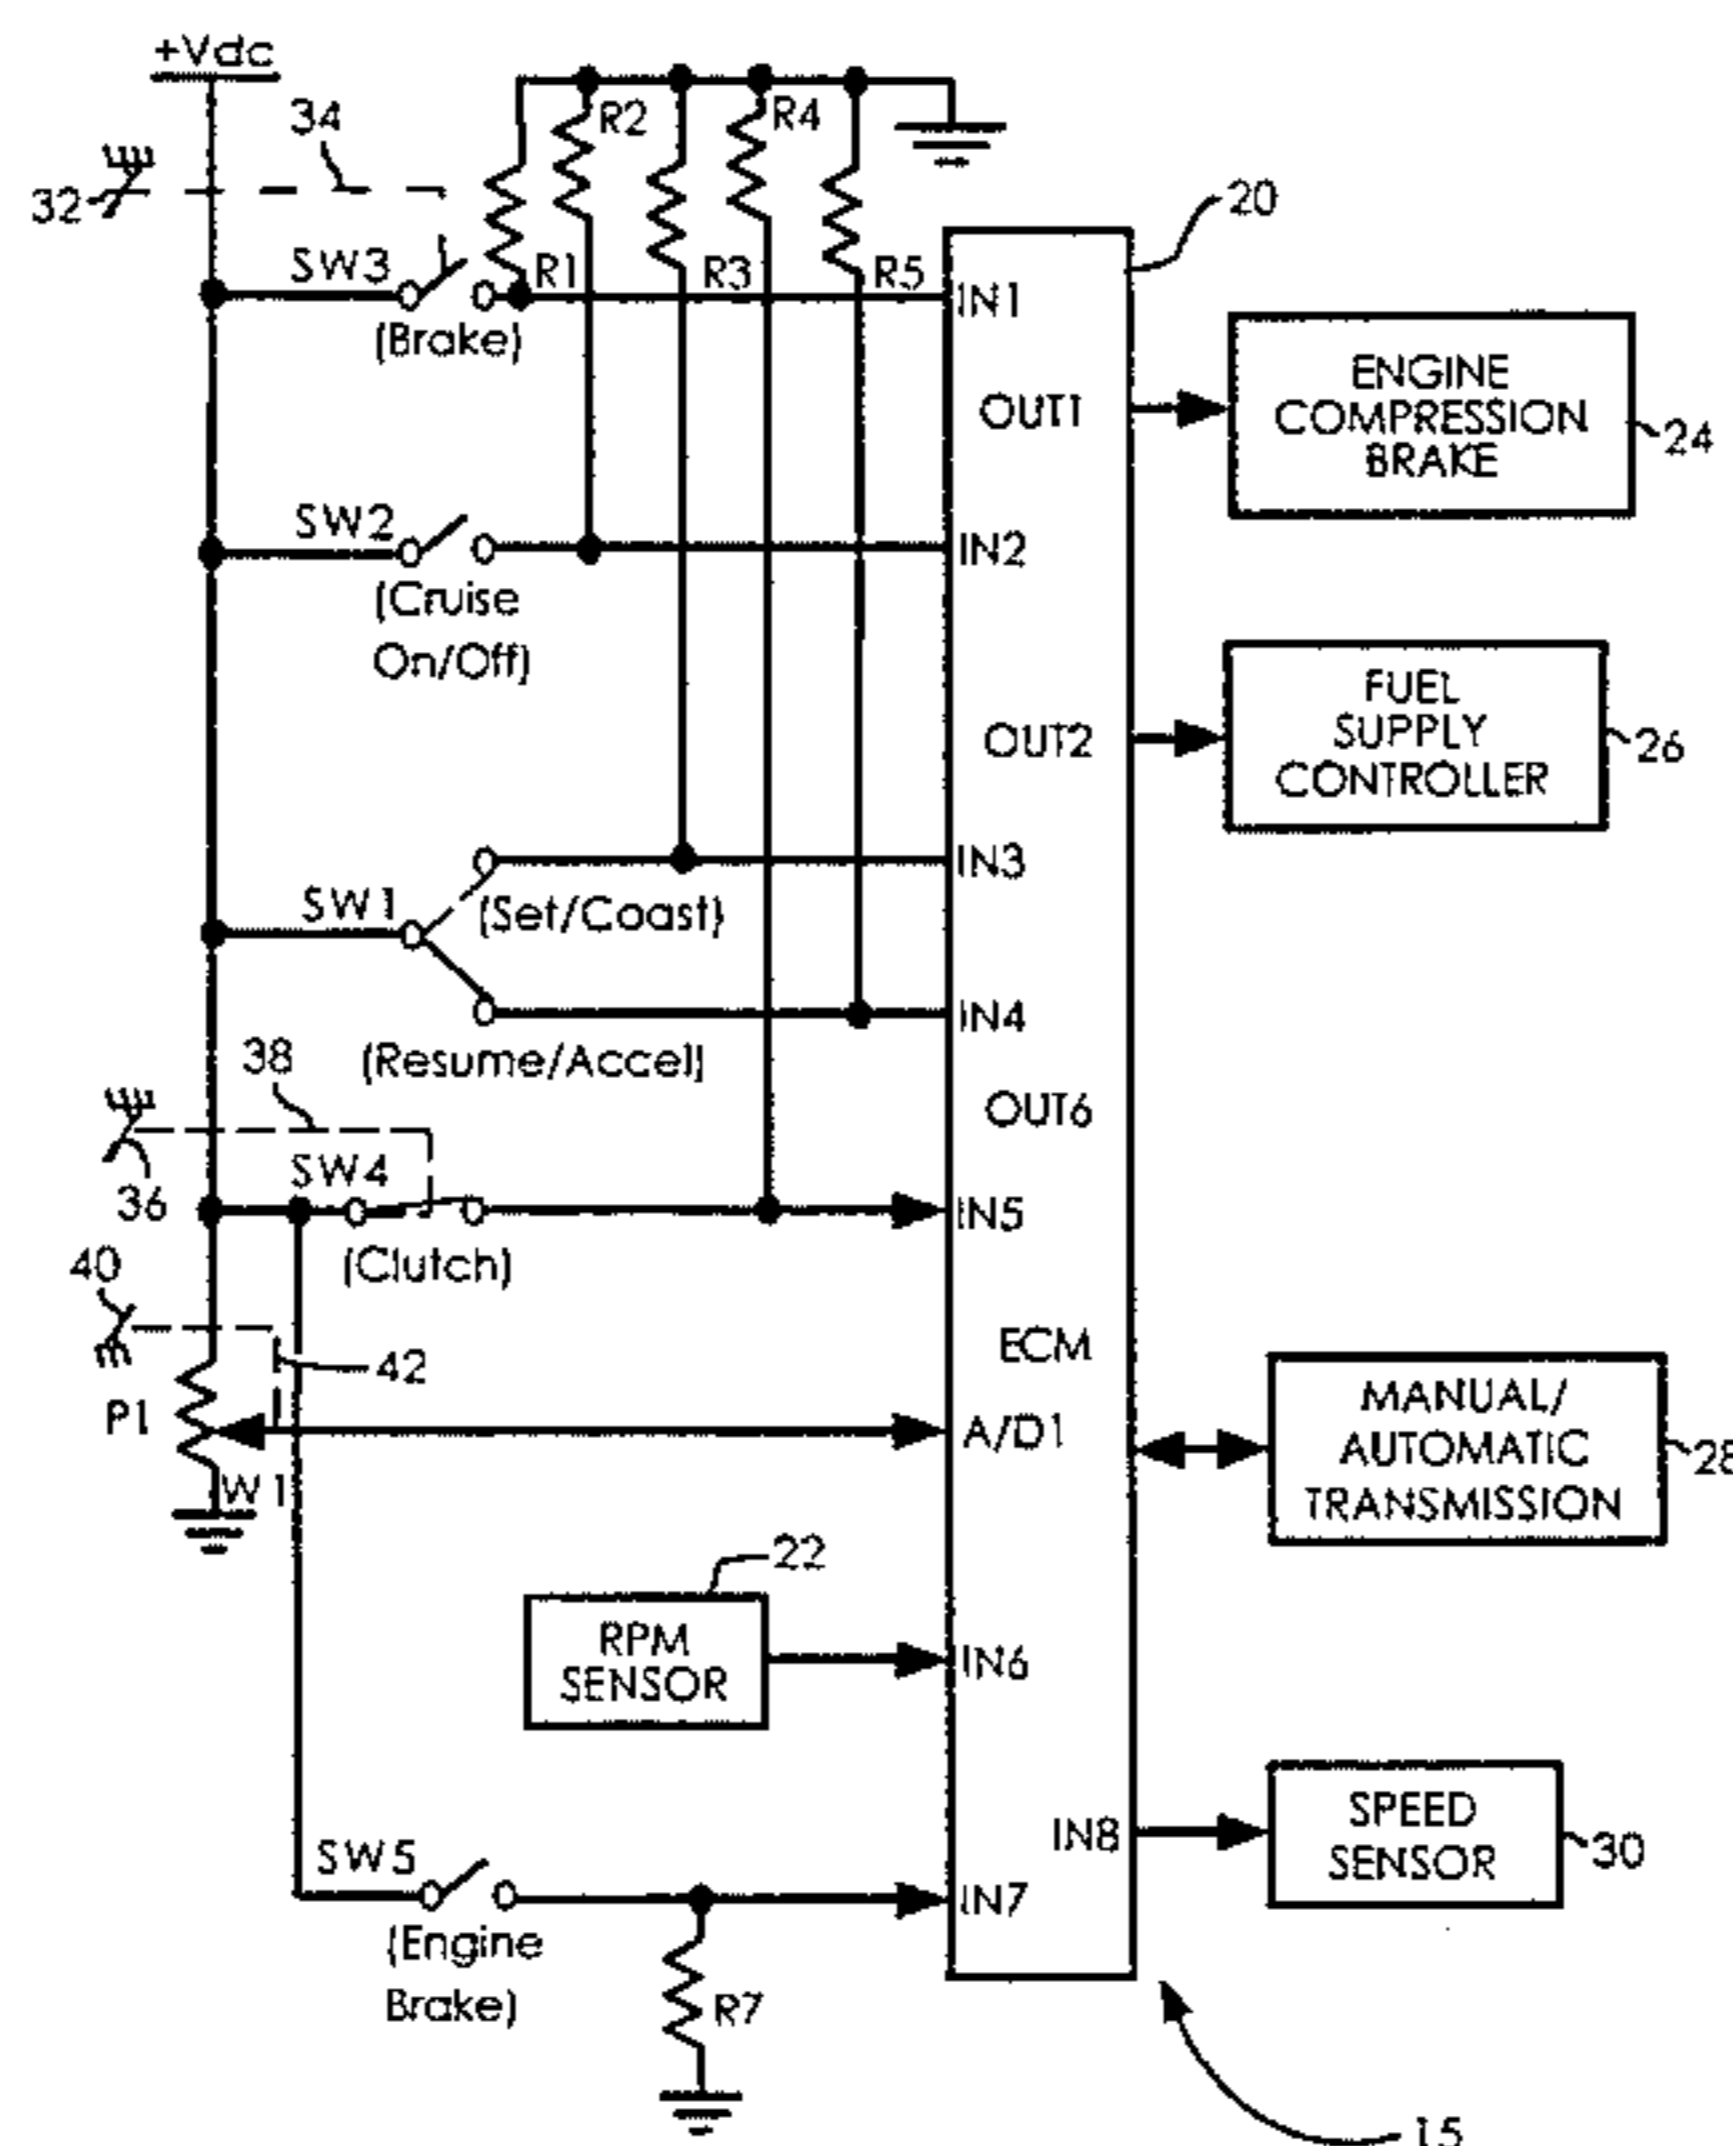 +Vdc
34
32
R2
R4
20
SW3
R1
R3
R5
IN1
(Brake)
OUT1
ENGINE
COMPRESSION
BRAKE
24
SW2
IN2
(Cruise
On/Off)
OUT2
FUEL
SUPPLY
CONTROLLER
26
IN3
SW1
(Set/Coast)
IN4
(Resume/Accel)
38
OUT6
36
SW4
IN5
(Clutch)
40
42
ECM
P1
A/D1
W1
MANUAL/
AUTOMATIC
TRANSMISSION
28
22
RPM
SENSOR
IN6
IN8
SPEED
SENSOR
30
SW5
IN7
(Engine
Brake)
R7
15